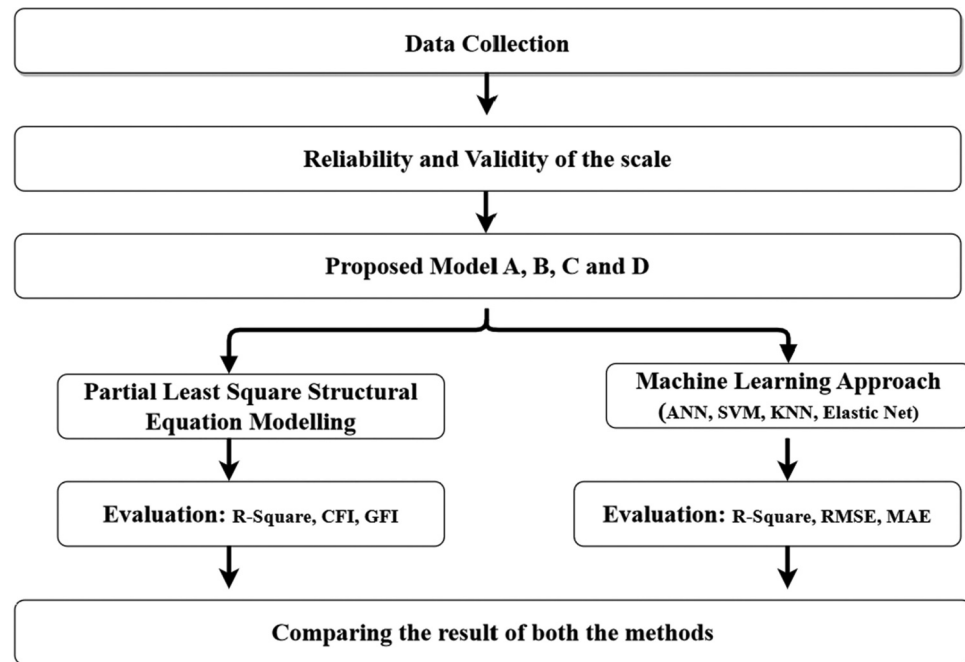 Data Collection
Reliability and Validity of the scale
Proposed Model A, B, C and D
Partial Least Square Structural
Equation Modelling
Machine Learning Approach
(ANN, SVM, KNN, Elastic Net)
Evaluation: R-Square, CFI, GFI
Evaluation: R-Square, RMSE, MAE
Comparing the result of both the methods